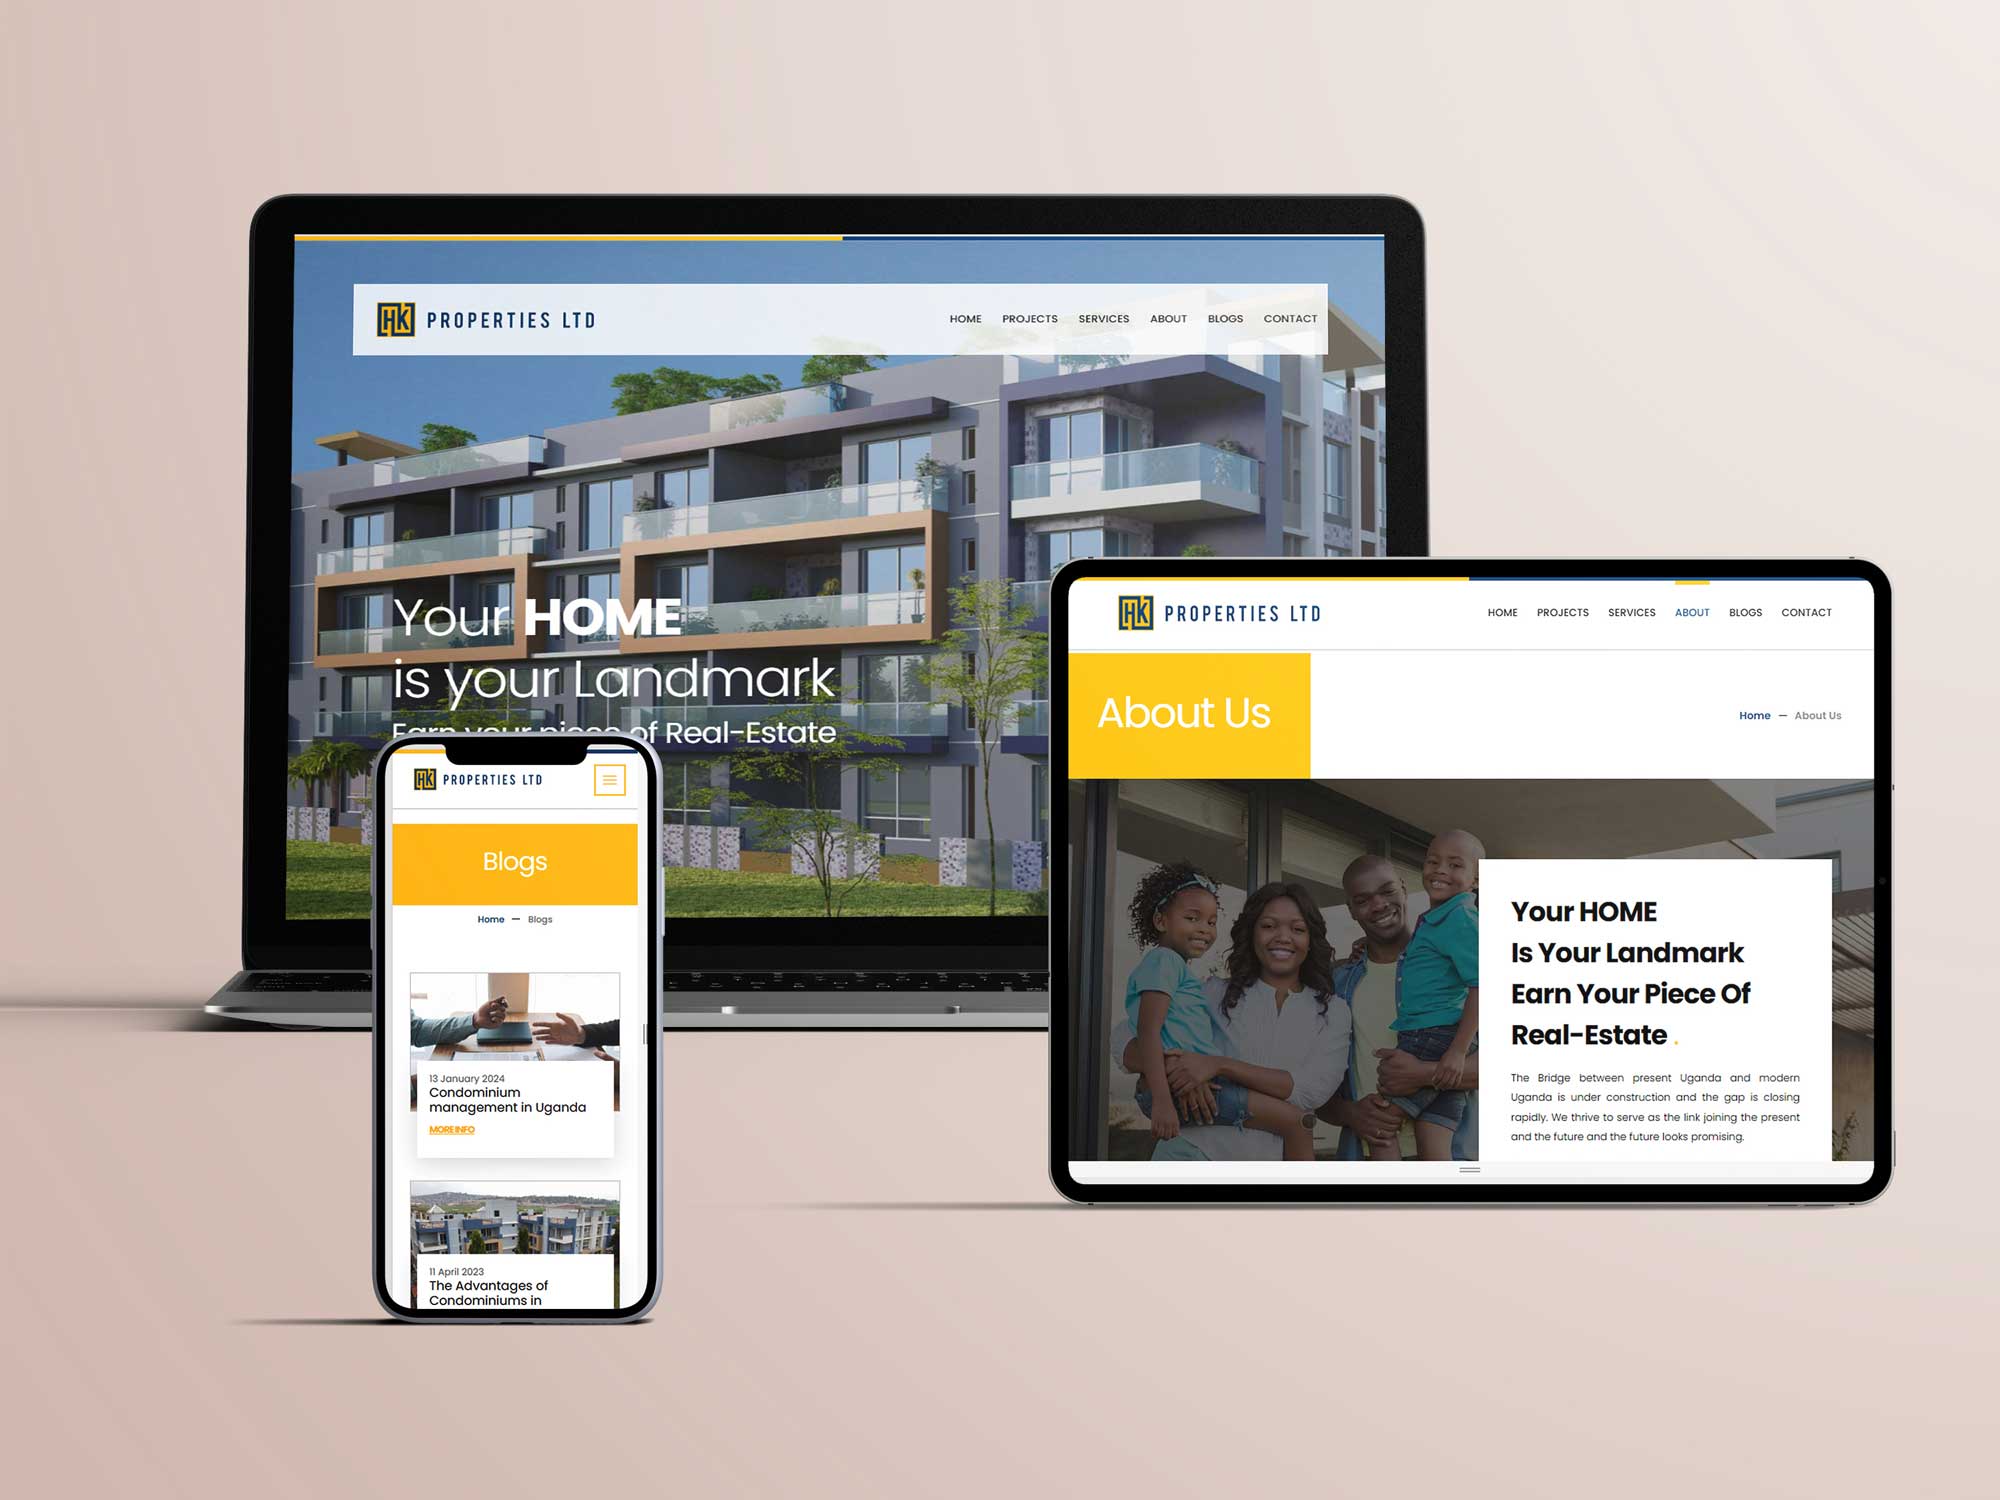 HK PROPERTIES LTD
HOME PROJECTS SERVICES ABOUT BLOGS CONTACT
Your HOME
is your Landmark
Earn your piece of Real-Estate
HK PROPERTIES LTD
Blogs
Home — Blogs
13 January 2024
Condominium
management in Uganda
MORE INFO
11 April 2023
The Advantages of
Condominiums in
HK PROPERTIES LTD
HOME PROJECTS SERVICES ABOUT BLOGS CONTACT
About Us
Home — About Us
Your HOME
Is Your Landmark
Earn Your Piece Of
Real-Estate .
The Bridge between present Uganda and modern
Uganda is under construction and the gap is closing
rapidly. We thrive to serve as the link joining the present
and the future and the future looks promising.